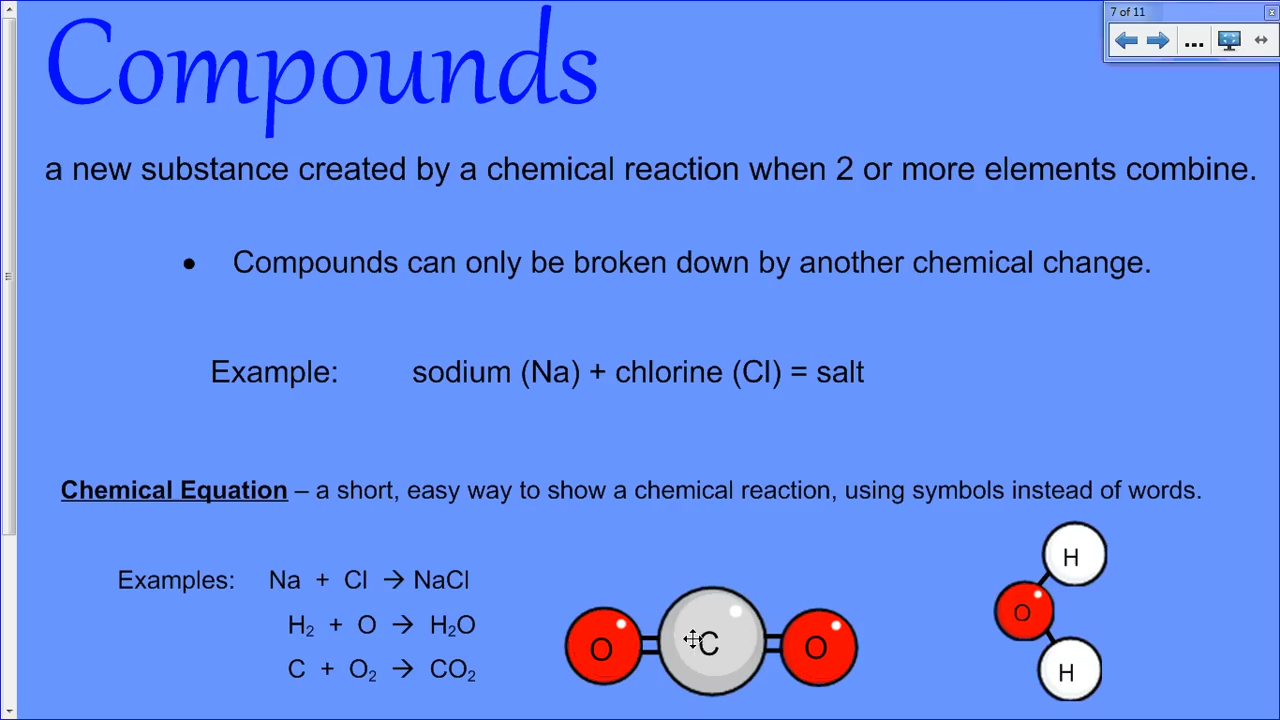 7 of 11
Compounds
a new substance created by a chemical reaction when 2 or more elements combine.
• Compounds can only be broken down by another chemical change.
Example: sodium (Na) + chlorine (Cl) = salt
Chemical Equation – a short, easy way to show a chemical reaction, using symbols instead of words.
Examples: Na + Cl → NaCl
H₂ + O → H₂O
C + O₂ → CO₂
O C O
H
O
H